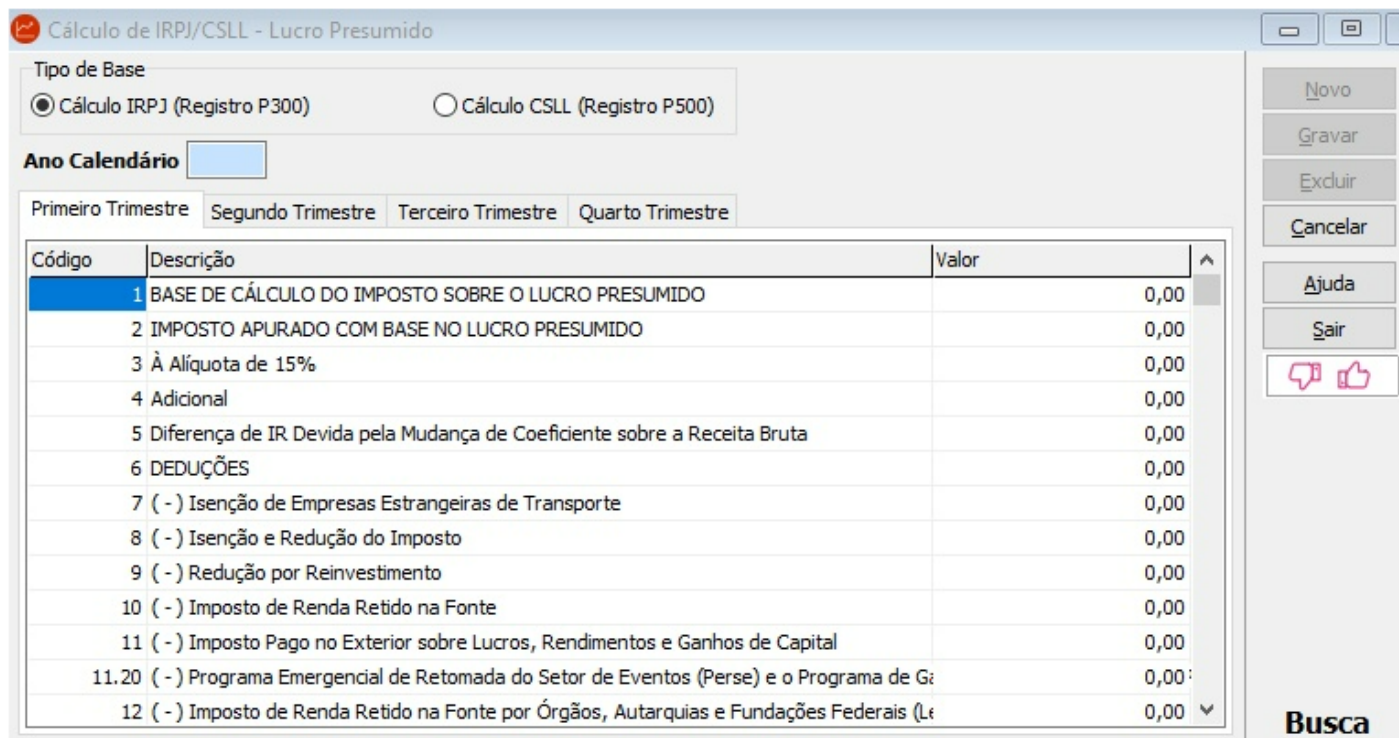 Cálculo de IRPJ/CSLL - Lucro Presumido
Tipo de Base
Cálculo IRPJ (Registro P300) Cálculo CSLL (Registro P500)
Ano Calendário
Primeiro Trimestre Segundo Trimestre Terceiro Trimestre Quarto Trimestre
Código Descrição Valor
1 BASE DE CÁLCULO DO IMPOSTO SOBRE O LUCRO PRESUMIDO 0,00
2 IMPOSTO APURADO COM BASE NO LUCRO PRESUMIDO 0,00
3 À Alíquota de 15% 0,00
4 Adicional 0,00
5 Diferença de IR Devida pela Mudança de Coeficiente sobre a Receita Bruta 0,00
6 DEDUÇÕES 0,00
7 ( - ) Isenção de Empresas Estrangeiras de Transporte 0,00
8 ( - ) Isenção e Redução do Imposto 0,00
9 ( - ) Redução por Reinvestimento 0,00
10 ( - ) Imposto de Renda Retido na Fonte 0,00
11 ( - ) Imposto Pago no Exterior sobre Lucros, Rendimentos e Ganhos de Capital 0,00
11.20 ( - ) Programa Emergencial de Retomada do Setor de Eventos (Perse) e o Programa de 0,00
12 ( - ) Imposto de Renda Retido na Fonte por Órgãos, Autarquias e Fundações Federais 0,00
Novo
Gravar
Excluir
Cancelar
Ajuda
Sair
Busca